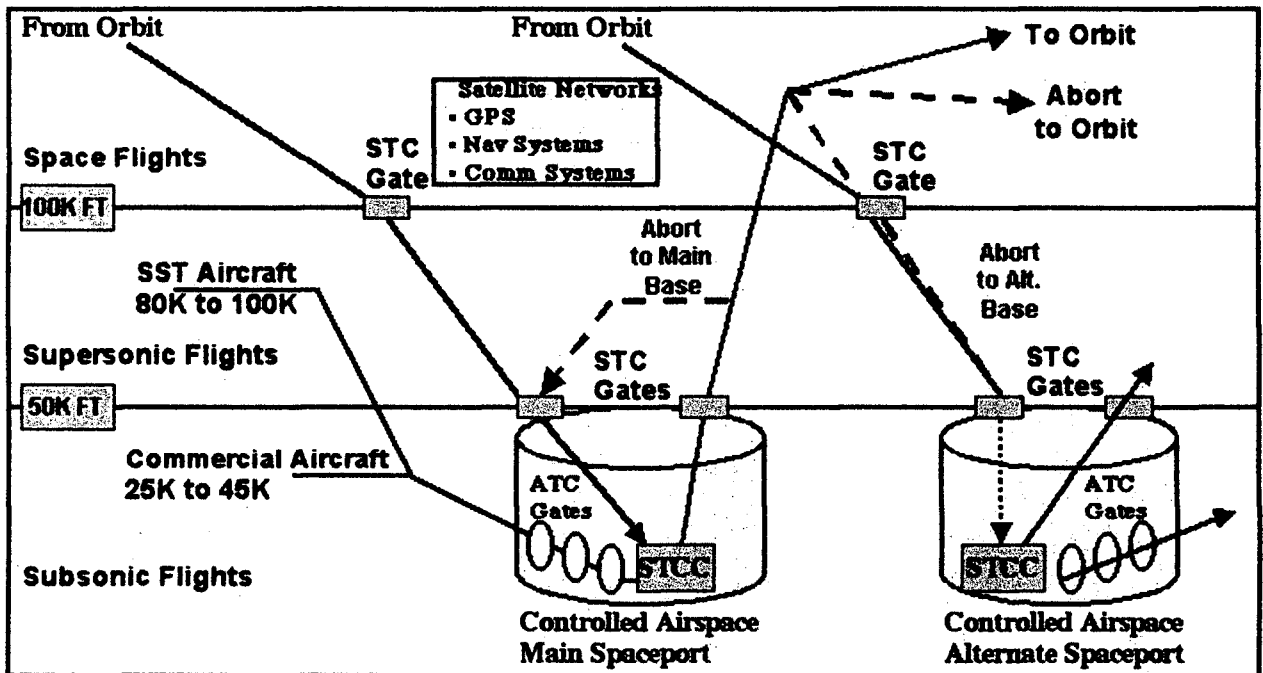 From Orbit
From Orbit
To Orbit
Abort
to Orbit
Satellite Networks
· GPS
· Nav Systems
· Comm Systems
STC
Gate
STC
Gate
Space Flights
100K FT
Abort
to Main
Base
Abort
to Alt.
Base
SST Aircraft
80K to 100K
Supersonic Flights
STC
Gates
STC
Gates
50K FT
Commercial Aircraft
25K to 45K
ATC
Gates
ATC
Gates
Subsonic Flights
STCC
STCC
Controlled Airspace
Main Spaceport
Controlled Airspace
Alternate Spaceport